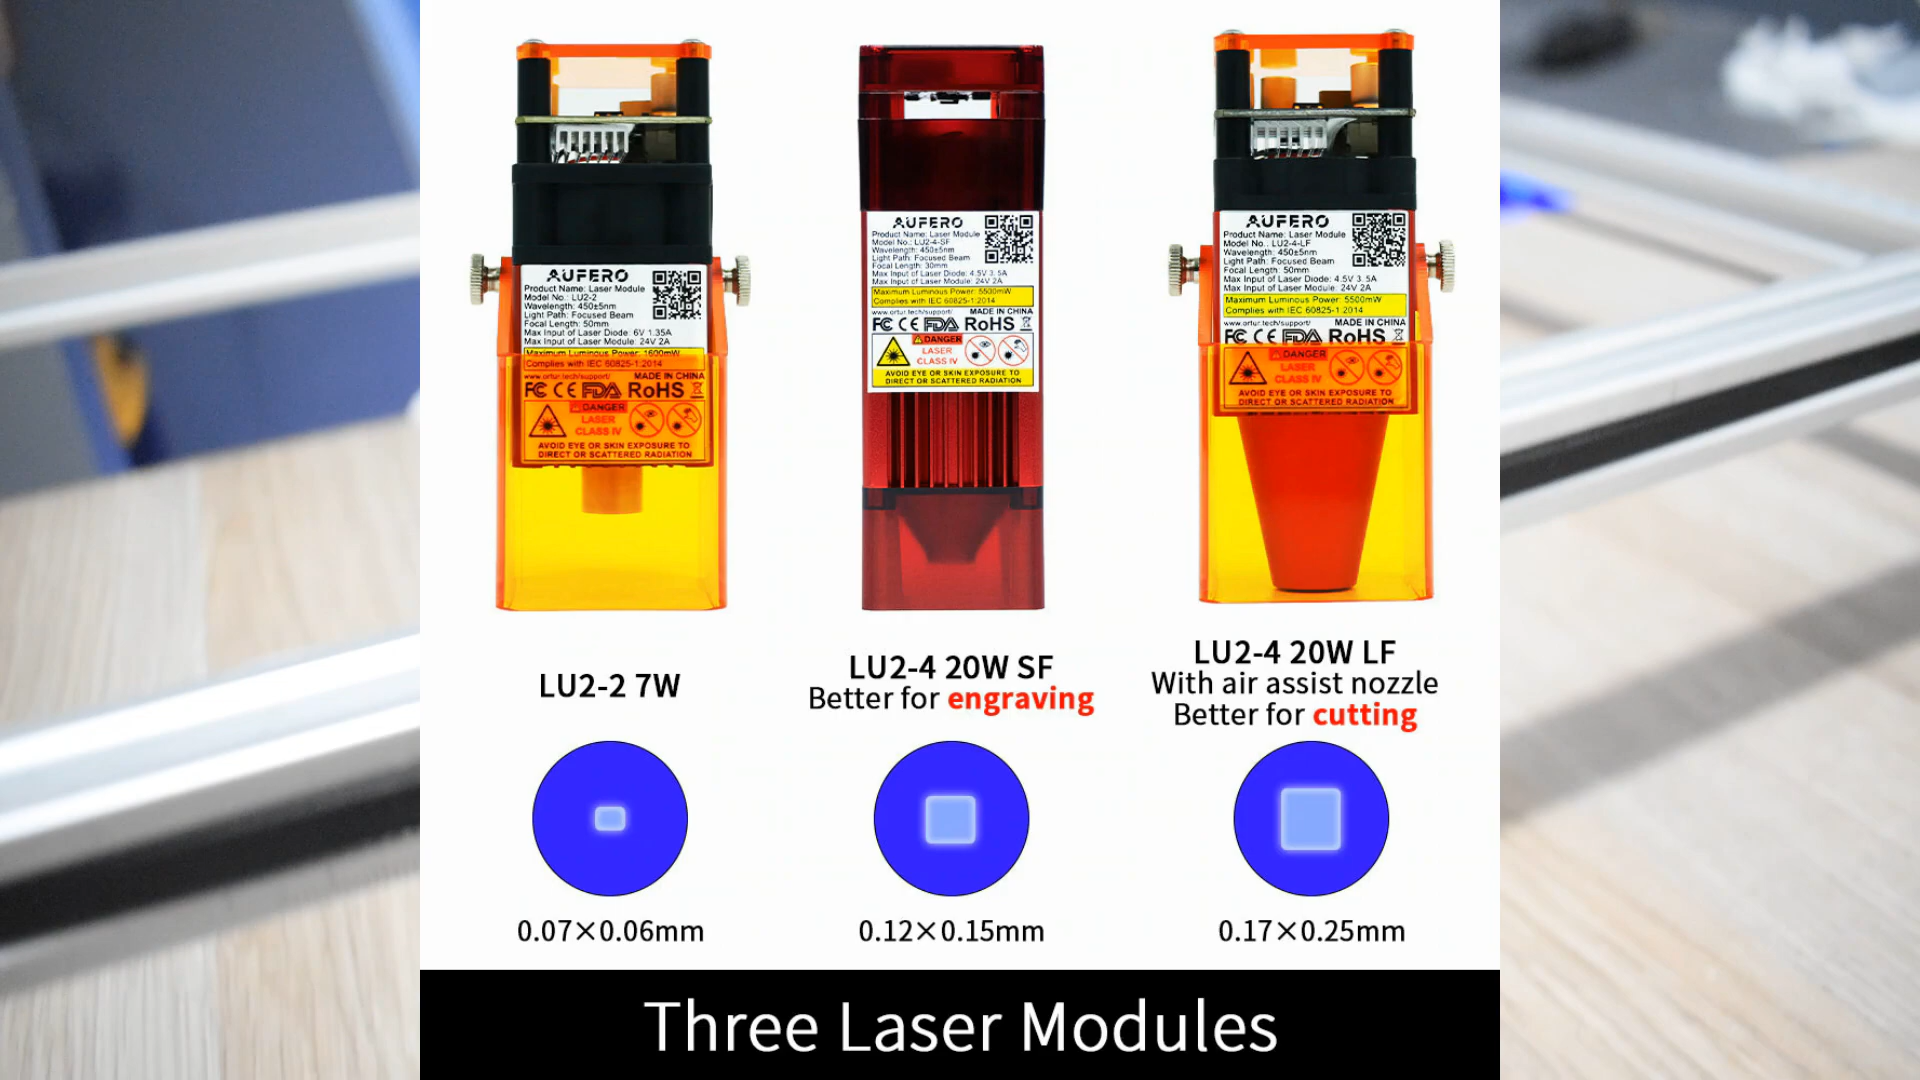 AUFERO
Product Name: Laser Module
Model No.: LU2-2
Wavelength: 450±5nm
Light Path: Focused Beam
Focal Length: 50mm
Max Input of Laser Diode: 6V 1.35A
Max Input of Laser Module: 24V 2A
Maximum Luminous Power: 1600mW
Complies with IEC 60825-1:2014
www.ortur.tech/support/ MADE IN CHINA
FC CE FDA RoHS
DANGER
LASER
CLASS IV
AVOID EYE OR SKIN EXPOSURE TO
DIRECT OR SCATTERED RADIATION
AUFERO
Product Name: Laser Module
Model No.: LU2-4-SF
Wavelength: 450±5nm
Light Path: Focused Beam
Focal Length: 30mm
Max Input of Laser Diode: 4.5V 3.5A
Max Input of Laser Module: 24V 2A
Maximum Luminous Power: 5500mW
Complies with IEC 60825-1:2014
www.ortur.tech/support/ MADE IN CHINA
FC CE FDA RoHS
DANGER
LASER
CLASS IV
AVOID EYE OR SKIN EXPOSURE TO
DIRECT OR SCATTERED RADIATION
AUFERO
Product Name: Laser Module
Model No.: LU2-4-LF
Wavelength: 450±5nm
Light Path: Focused Beam
Focal Length: 50mm
Max Input of Laser Diode: 4.5V 3.5A
Max Input of Laser Module: 24V 2A
Maximum Luminous Power: 5500mW
Complies with IEC 60825-1:2014
www.ortur.tech/support/ MADE IN CHINA
FC CE FDA RoHS
DANGER
LASER
CLASS IV
AVOID EYE OR SKIN EXPOSURE TO
DIRECT OR SCATTERED RADIATION
LU2-2 7W
LU2-4 20W SF
Better for engraving
LU2-4 20W LF
With air assist nozzle
Better for cutting
0.07×0.06mm
0.12×0.15mm
0.17×0.25mm
Three Laser Modules